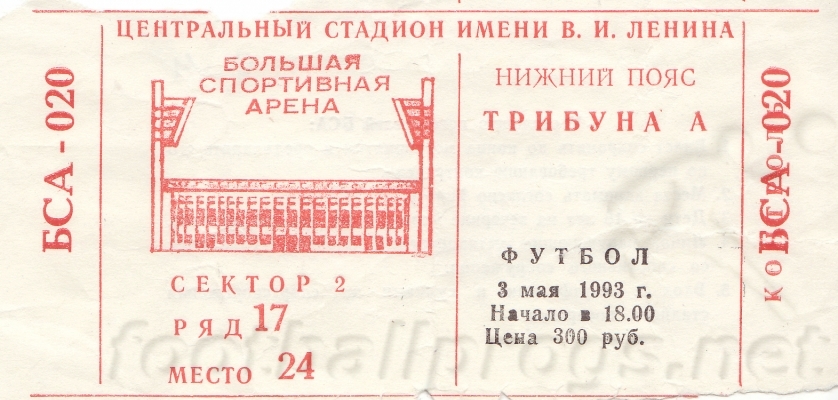 ЦЕНТРАЛЬНЫЙ СТАДИОН ИМЕНИ В. И. ЛЕНИНА
БСА - 020
БОЛЬШАЯ
СПОРТИВНАЯ
АРЕНА
СЕКТОР 2
РЯД 17
МЕСТО 24
НИЖНИЙ ПОЯС
ТРИБУНА А
ФУТБОЛ
3 мая 1993 г.
Начало в 18.00
Цена 300 руб.
КОНТРОЛЬ
БСА - 020
footballprogs.net